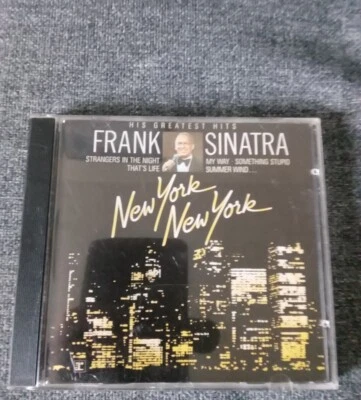 HIS GREATEST HITS
FRANK SINATRA
STRANGERS IN THE NIGHT
THAT'S LIFE
MY WAY · SOMETHING STUPID
SUMMER WIND...
New York
New York